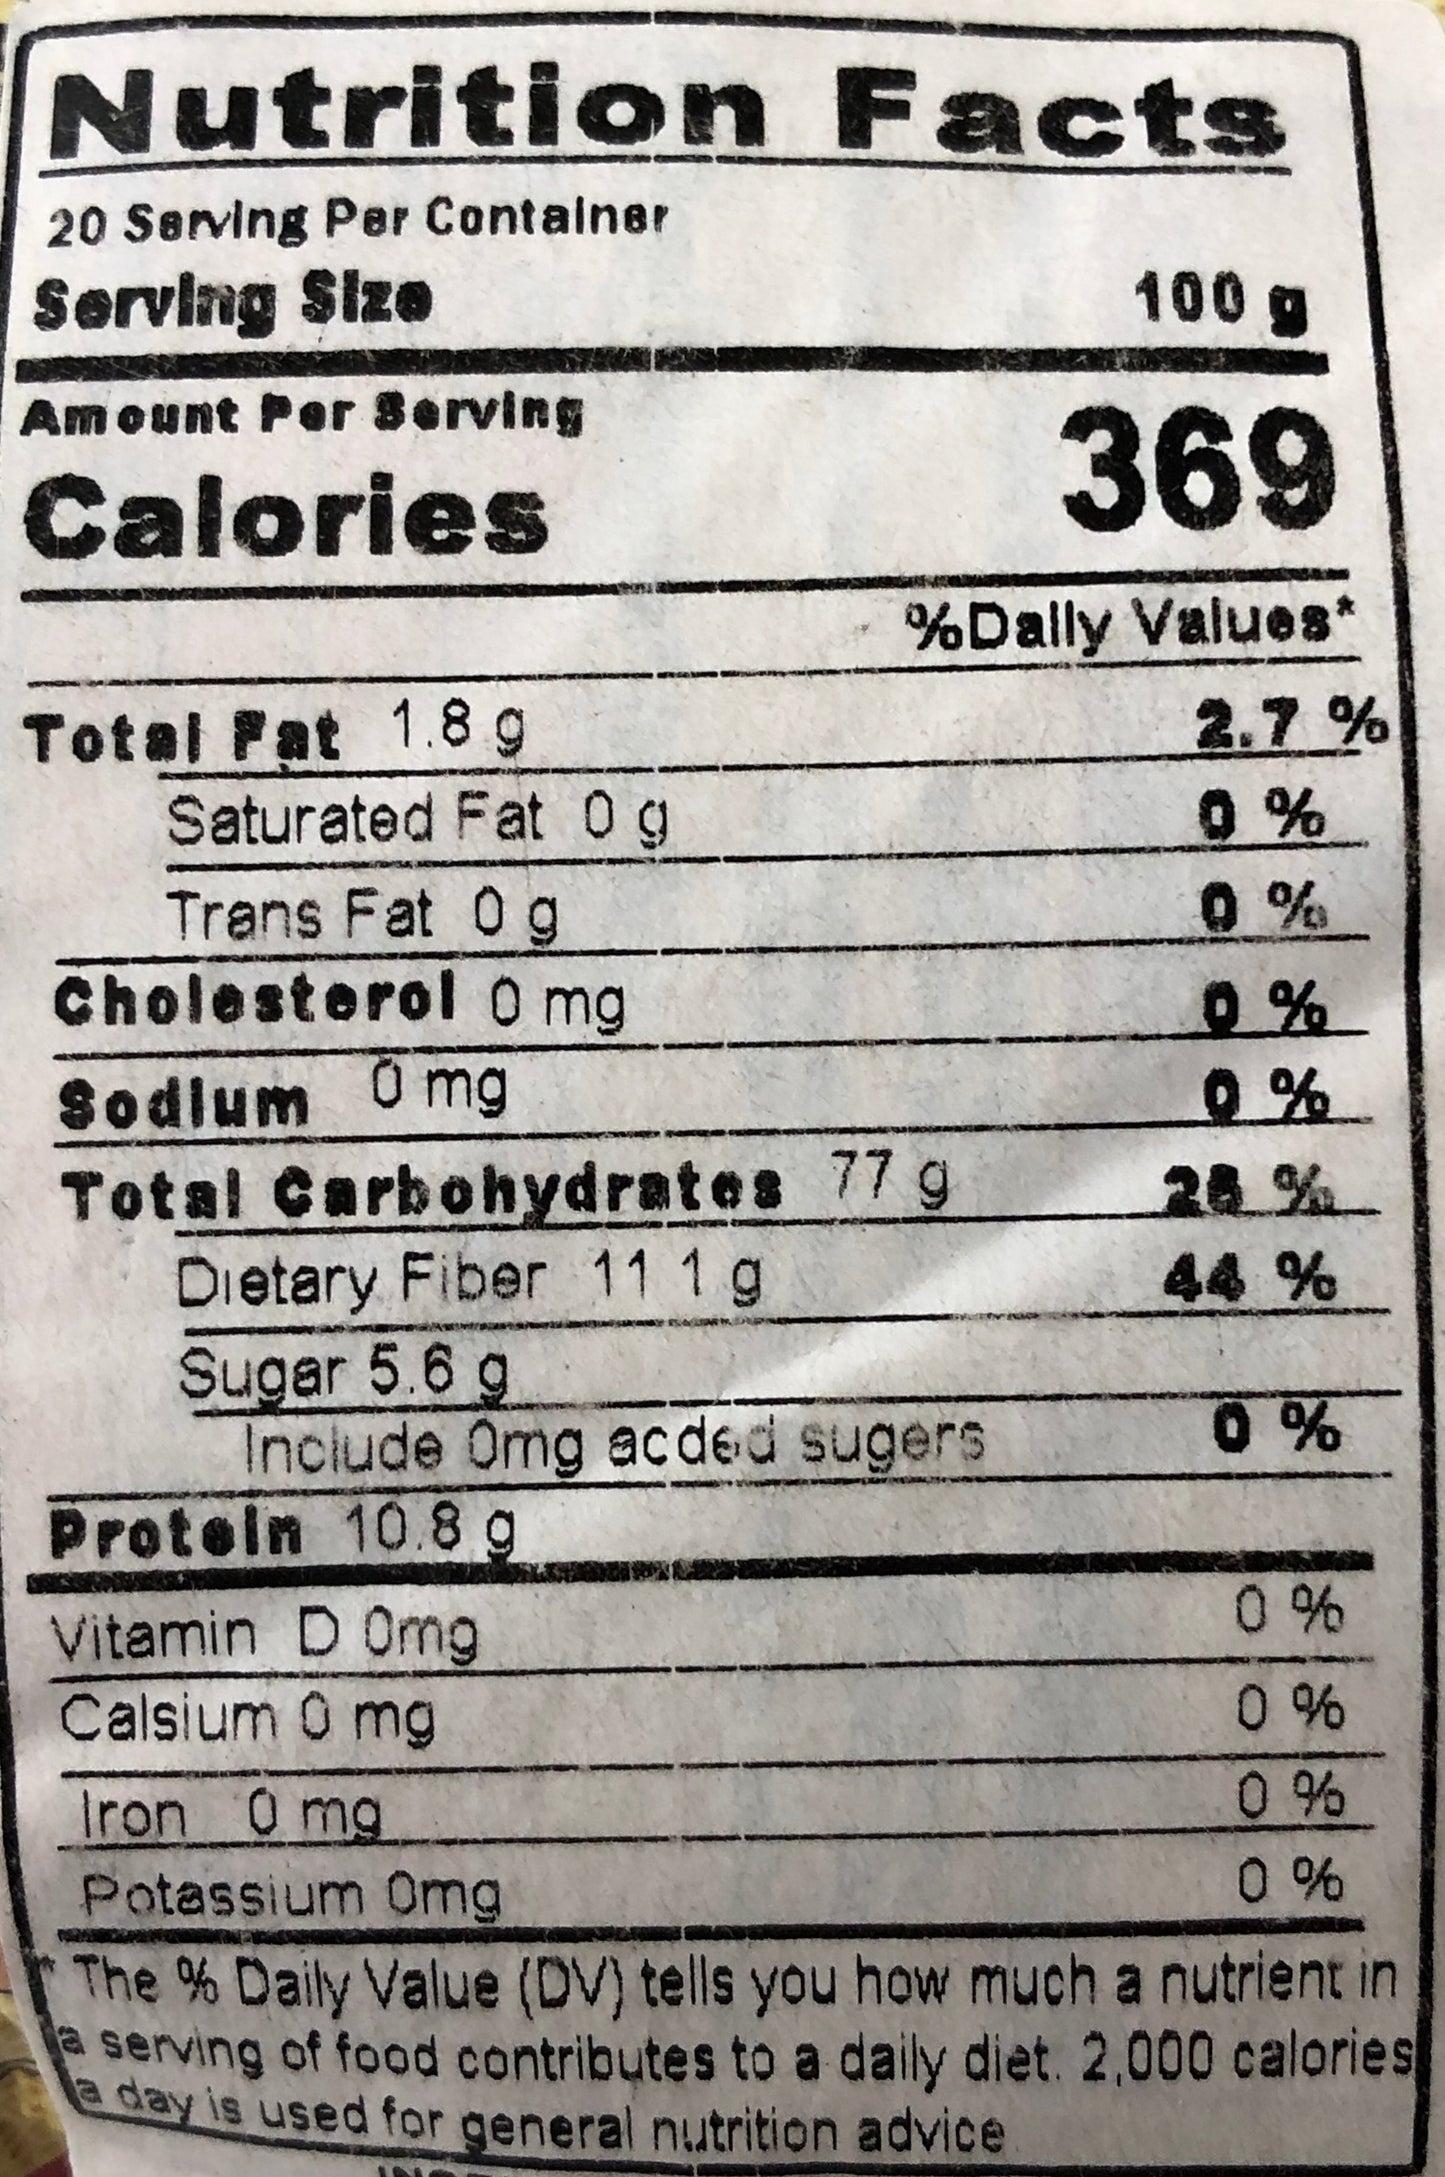 Nutrition Facts
20 Serving Per Container
Serving Size 100 g
Amount Per Serving
Calories 369
%Daily Values*
Total Fat 1.8 g 2.7 %
Saturated Fat 0 g 0 %
Trans Fat 0 g 0 %
Cholesterol 0 mg 0 %
Sodium 0 mg 0 %
Total Carbohydrates 77 g %
Dietary Fiber 11 1 g 44 %
Sugar 5.6 g
Include 0mg added sugers 0 %
Protein 10.8 g
Vitamin D 0mg 0 %
Calsium 0 mg 0 %
Iron 0 mg 0 %
Potassium 0mg 0 %
* The % Daily Value (DV) tells you how much a nutrient in
a serving of food contributes to a daily diet. 2,000 calories
a day is used for general nutrition advice